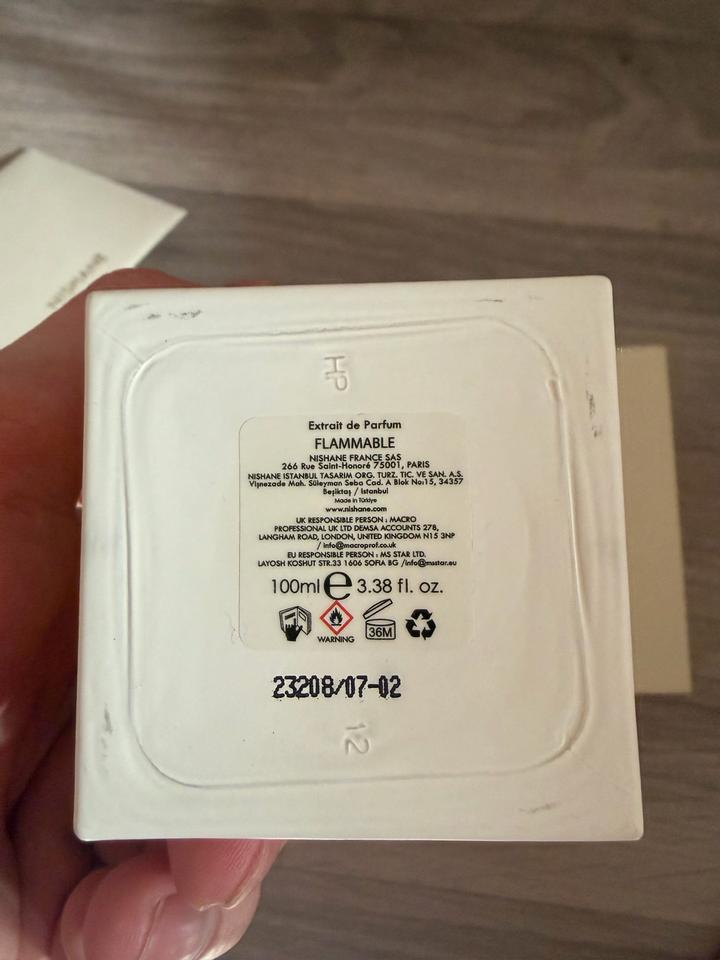 NISHANE
HP
Extrait de Parfum
FLAMMABLE
NISHANE FRANCE SAS
266 Rue Saint-Honoré 75001, PARIS
NISHANE ISTANBUL TASARIM ORG. TURZ. TIC. VE SAN. A.S.
Vişnezade Mah. Süleyman Seba Cad. A Blok No:15, 34357
Beşiktaş / İstanbul
Made in Türkiye
www.nishane.com
UK RESPONSIBLE PERSON : MACRO
PROFESSIONAL UK LTD DEMSA ACCOUNTS 278,
LANGHAM ROAD, LONDON, UNITED KINGDOM N15 3NP
/ info@macroprof.co.uk
EU RESPONSIBLE PERSON : MS STAR LTD.
LAYOSH KOSHUT STR.33 1606 SOFIA BG /info@msstar.eu
100ml e 3.38 fl. oz.
WARNING
36M
23208/07-02
12